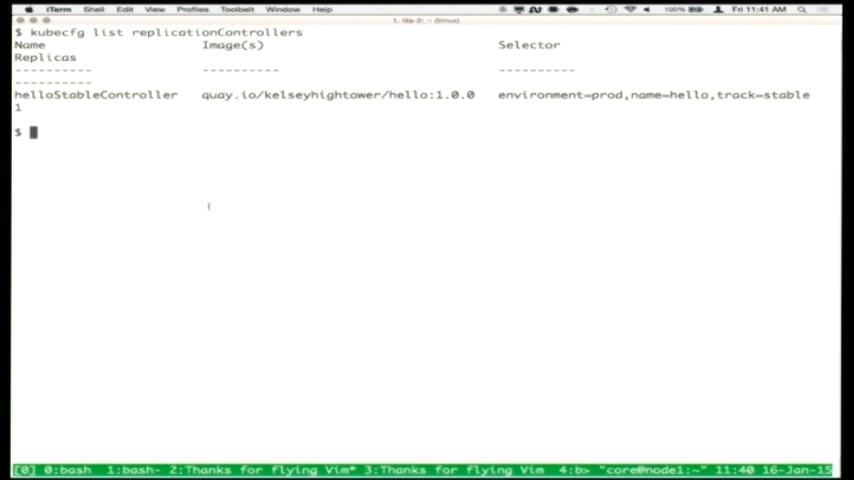 iTerm Shell Edit View Profiles Toolbelt Window Help 100% Fri 11:41 AM
$ kubecfg list replicationControllers
Name Image(s) Selector
Replicas
---------- ---------- ----------
----------
helloStableController quay.io/kelseyhightower/hello:1.0.0 environment=prod,name=hello,track=stable
1
$
[0] 0:bash 1:bash- 2:Thanks for flying Vim* 3:Thanks for flying Vim 4:b> "core@node1:~" 11:40 16-Jan-15